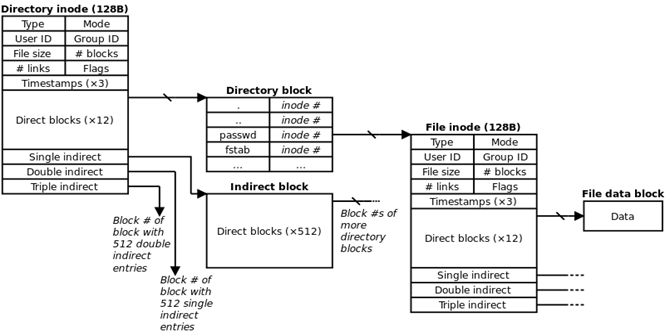 Directory inode (128B)
Type Mode
User ID Group ID
File size # blocks
# links Flags
Timestamps (×3)
Direct blocks (×12)
Single indirect
Double indirect
Triple indirect
Block # of
block with
512 double
indirect
entries
Block # of
block with
512 single
indirect
entries
Directory block
. inode #
.. inode #
passwd inode #
fstab inode #
... ...
Indirect block
Direct blocks (×512)
Block #s of
more
directory
blocks
File inode (128B)
Type Mode
User ID Group ID
File size # blocks
# links Flags
Timestamps (×3)
Direct blocks (×12)
Single indirect
Double indirect
Triple indirect
File data block
Data